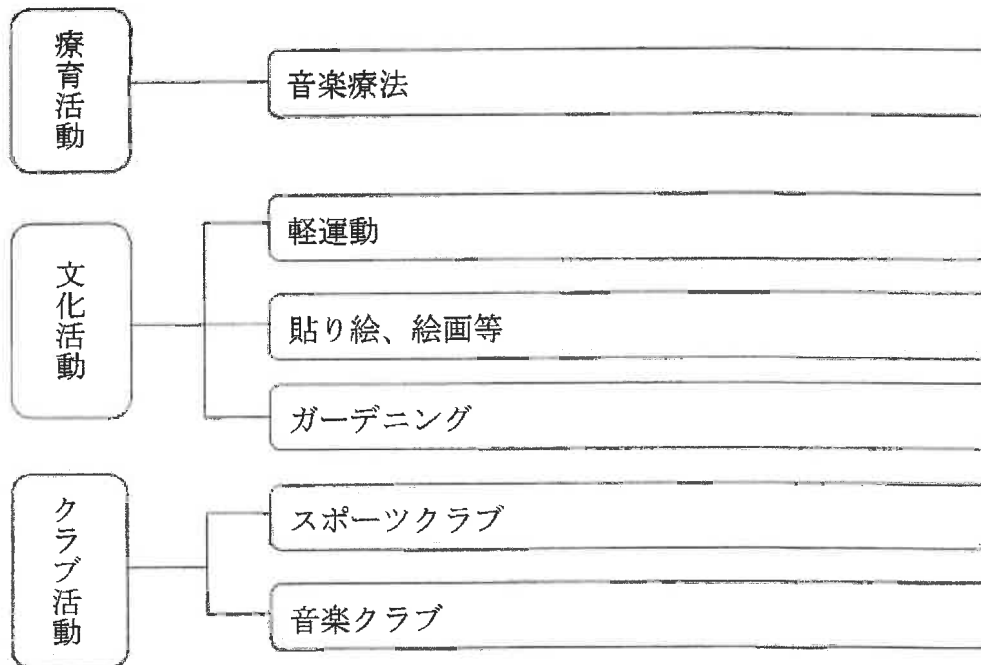 療育活動
音楽療法
文化活動
軽運動
貼り絵、絵画等
ガーデニング
クラブ活動
スポーツクラブ
音楽クラブ